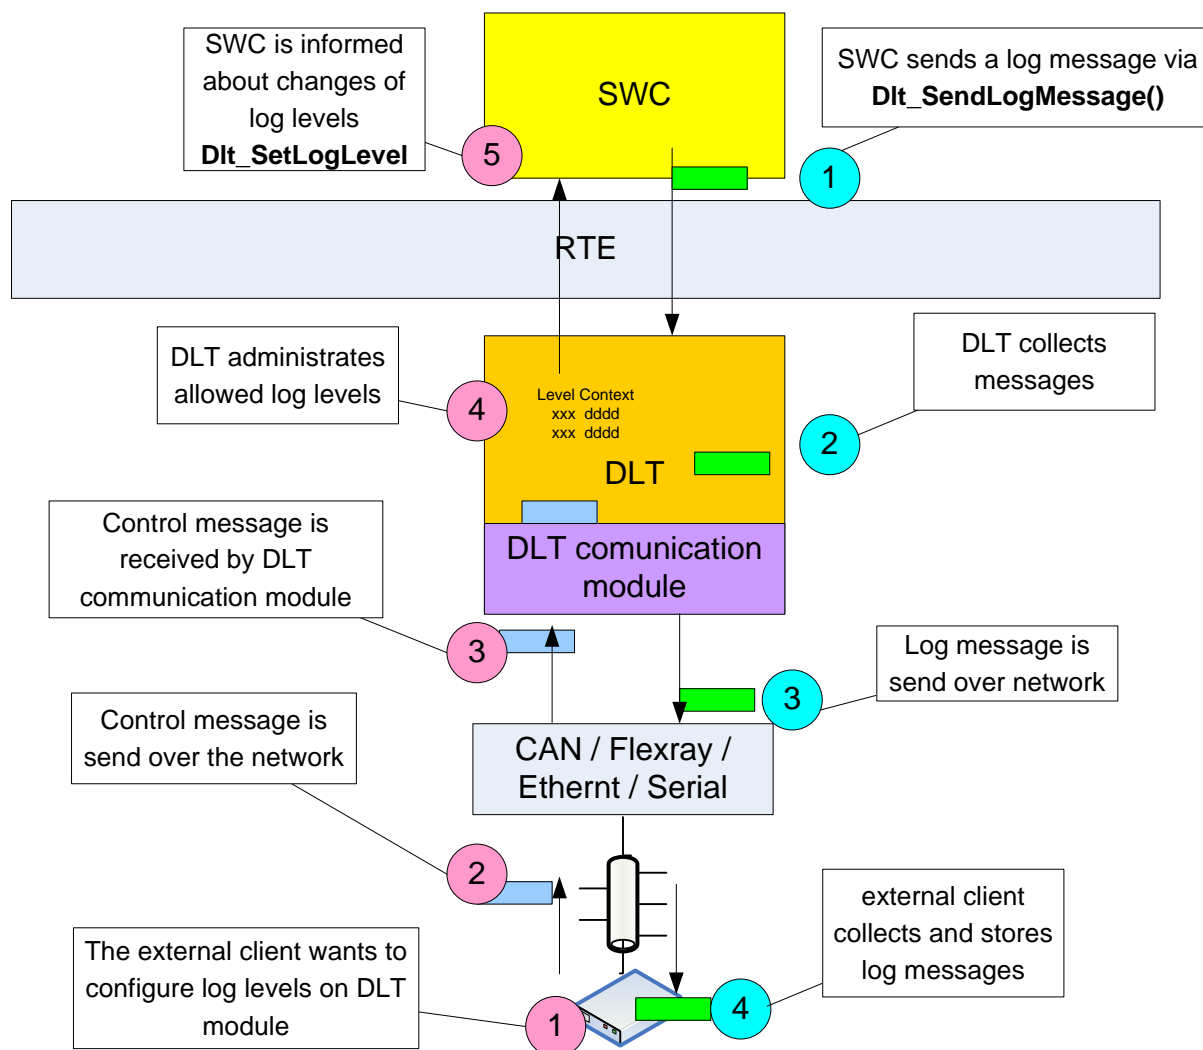 SWC is informed
about changes of
log levels
Dlt_SetLogLevel
5
SWC
SWC sends a log message via
Dlt_SendLogMessage()
1
RTE
DLT administrates
allowed log levels
4
Level Context
xxx dddd
xxx dddd
DLT
DLT collects
messages
2
Control message is
received by DLT
communication module
3
DLT comunication
module
Log message is
send over network
3
Control message is
send over the network
2
CAN / Flexray /
Ethernt / Serial
The external client wants to
configure log levels on DLT
module
1
external client
collects and stores
log messages
4